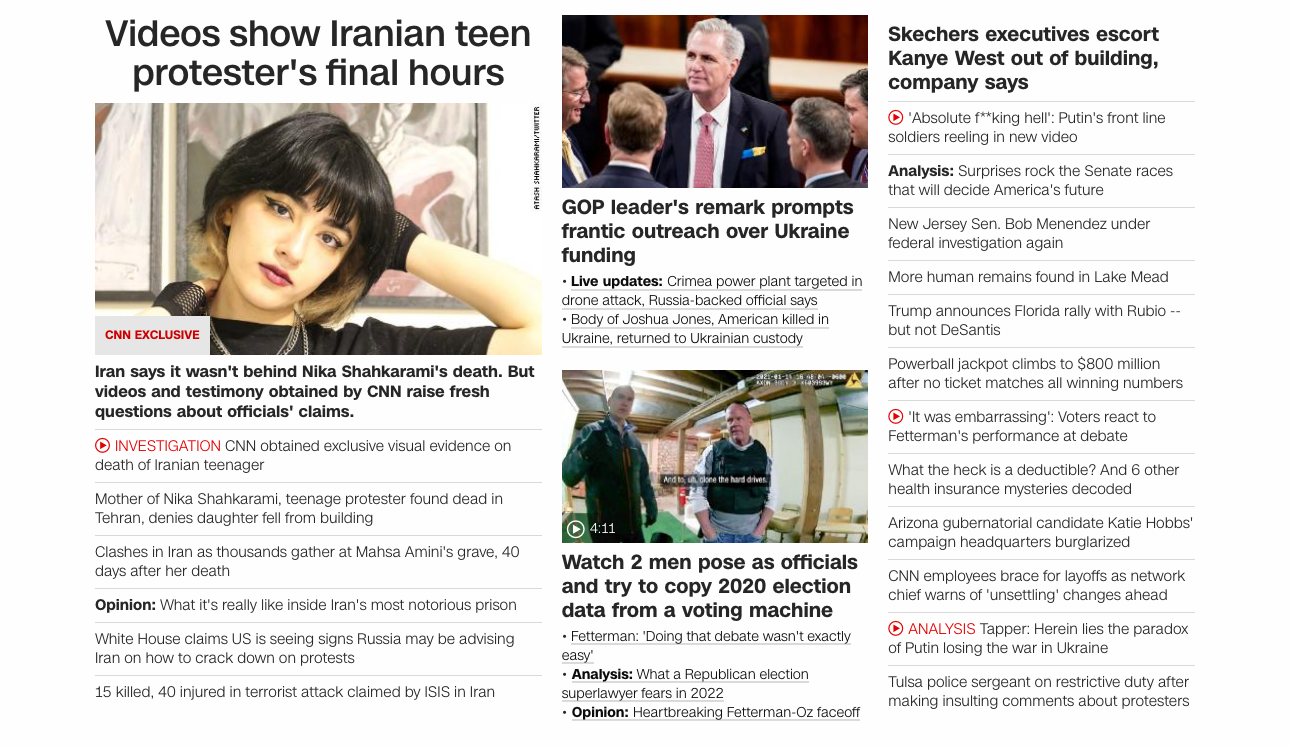 Videos show Iranian teen
protester's final hours
ATASH SHAHKARAMI/TWITTER
CNN EXCLUSIVE
Iran says it wasn't behind Nika Shahkarami's death. But
videos and testimony obtained by CNN raise fresh
questions about officials' claims.
INVESTIGATION CNN obtained exclusive visual evidence on
death of Iranian teenager
Mother of Nika Shahkarami, teenage protester found dead in
Tehran, denies daughter fell from building
Clashes in Iran as thousands gather at Mahsa Amini's grave, 40
days after her death
Opinion: What it's really like inside Iran's most notorious prison
White House claims US is seeing signs Russia may be advising
Iran on how to crack down on protests
15 killed, 40 injured in terrorist attack claimed by ISIS in Iran
GOP leader's remark prompts
frantic outreach over Ukraine
funding
• Live updates: Crimea power plant targeted in
drone attack, Russia-backed official says
• Body of Joshua Jones, American killed in
Ukraine, returned to Ukrainian custody
And to, uh, clone the hard drives.
4:11
Watch 2 men pose as officials
and try to copy 2020 election
data from a voting machine
• Fetterman: 'Doing that debate wasn't exactly
easy'
• Analysis: What a Republican election
superlawyer fears in 2022
• Opinion: Heartbreaking Fetterman-Oz faceoff
Skechers executives escort
Kanye West out of building,
company says
'Absolute f**king hell': Putin's front line
soldiers reeling in new video
Analysis: Surprises rock the Senate races
that will decide America's future
New Jersey Sen. Bob Menendez under
federal investigation again
More human remains found in Lake Mead
Trump announces Florida rally with Rubio --
but not DeSantis
Powerball jackpot climbs to $800 million
after no ticket matches all winning numbers
'It was embarrassing': Voters react to
Fetterman's performance at debate
What the heck is a deductible? And 6 other
health insurance mysteries decoded
Arizona gubernatorial candidate Katie Hobbs'
campaign headquarters burglarized
CNN employees brace for layoffs as network
chief warns of 'unsettling' changes ahead
ANALYSIS Tapper: Herein lies the paradox
of Putin losing the war in Ukraine
Tulsa police sergeant on restrictive duty after
making insulting comments about protesters